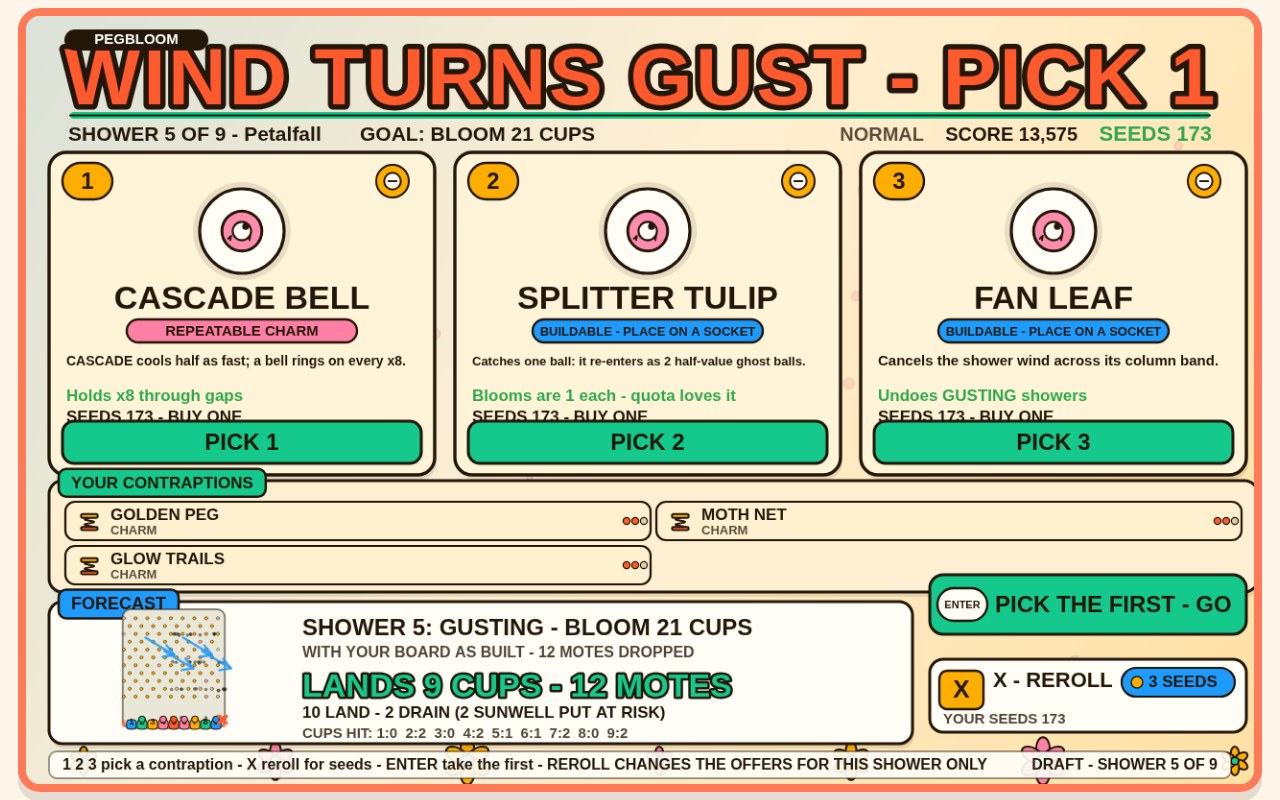 PEGBLOOM
WIND TURNS GUST - PICK 1
SHOWER 5 OF 9 - Petalfall GOAL: BLOOM 21 CUPS NORMAL SCORE 13,575 SEEDS 173
1
CASCADE BELL
REPEATABLE CHARM
CASCADE cools half as fast; a bell rings on every x8.
Holds x8 through gaps
SEEDS 173 - BUY ONE
PICK 1
2
SPLITTER TULIP
BUILDABLE - PLACE ON A SOCKET
Catches one ball: it re-enters as 2 half-value ghost balls.
Blooms are 1 each - quota loves it
SEEDS 173 - BUY ONE
PICK 2
3
FAN LEAF
BUILDABLE - PLACE ON A SOCKET
Cancels the shower wind across its column band.
Undoes GUSTING showers
SEEDS 173 - BUY ONE
PICK 3
YOUR CONTRAPTIONS
GOLDEN PEG
CHARM
MOTH NET
CHARM
GLOW TRAILS
CHARM
FORECAST
SHOWER 5: GUSTING - BLOOM 21 CUPS
WITH YOUR BOARD AS BUILT - 12 MOTES DROPPED
LANDS 9 CUPS - 12 MOTES
10 LAND - 2 DRAIN (2 SUNWELL PUT AT RISK)
CUPS HIT: 1:0 2:2 3:0 4:2 5:1 6:1 7:2 8:0 9:2
ENTER PICK THE FIRST - GO
X X - REROLL 3 SEEDS
YOUR SEEDS 173
1 2 3 pick a contraption - X reroll for seeds - ENTER take the first - REROLL CHANGES THE OFFERS FOR THIS SHOWER ONLY DRAFT - SHOWER 5 OF 9